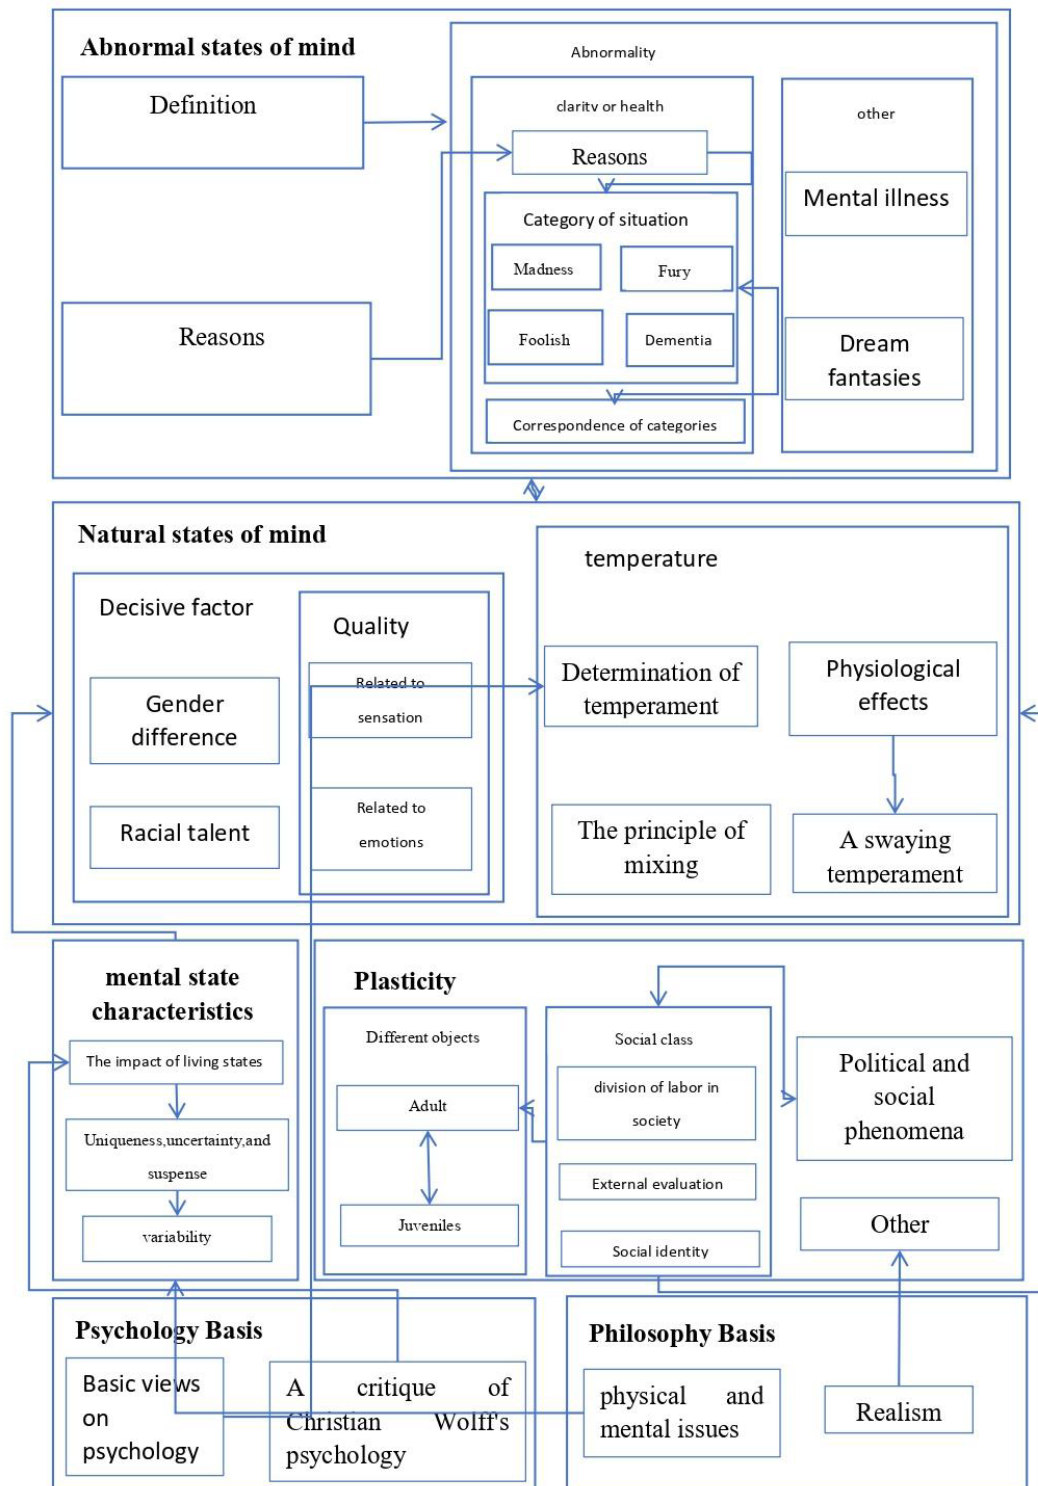 Abnormal states of mind
Definition
Reasons
Abnormality
clarity or health
Reasons
Category of situation
Madness
Fury
Foolish
Dementia
Correspondence of categories
other
Mental illness
Dream
fantasies
Natural states of mind
Decisive factor
Gender
difference
Racial talent
Quality
Related to
sensation
Related to
emotions
temperature
Determination of
temperament
Physiological
effects
The principle of
mixing
A swaying
temperament
mental state
characteristics
The impact of living states
Uniqueness,uncertainty,and
suspense
variability
Plasticity
Different objects
Adult
Juveniles
Social class
division of labor in
society
External evaluation
Social identity
Political and
social
phenomena
Other
Psychology Basis
Basic views
on
psychology
A critique of
Christian Wolff's
psychology
Philosophy Basis
physical and
mental issues
Realism